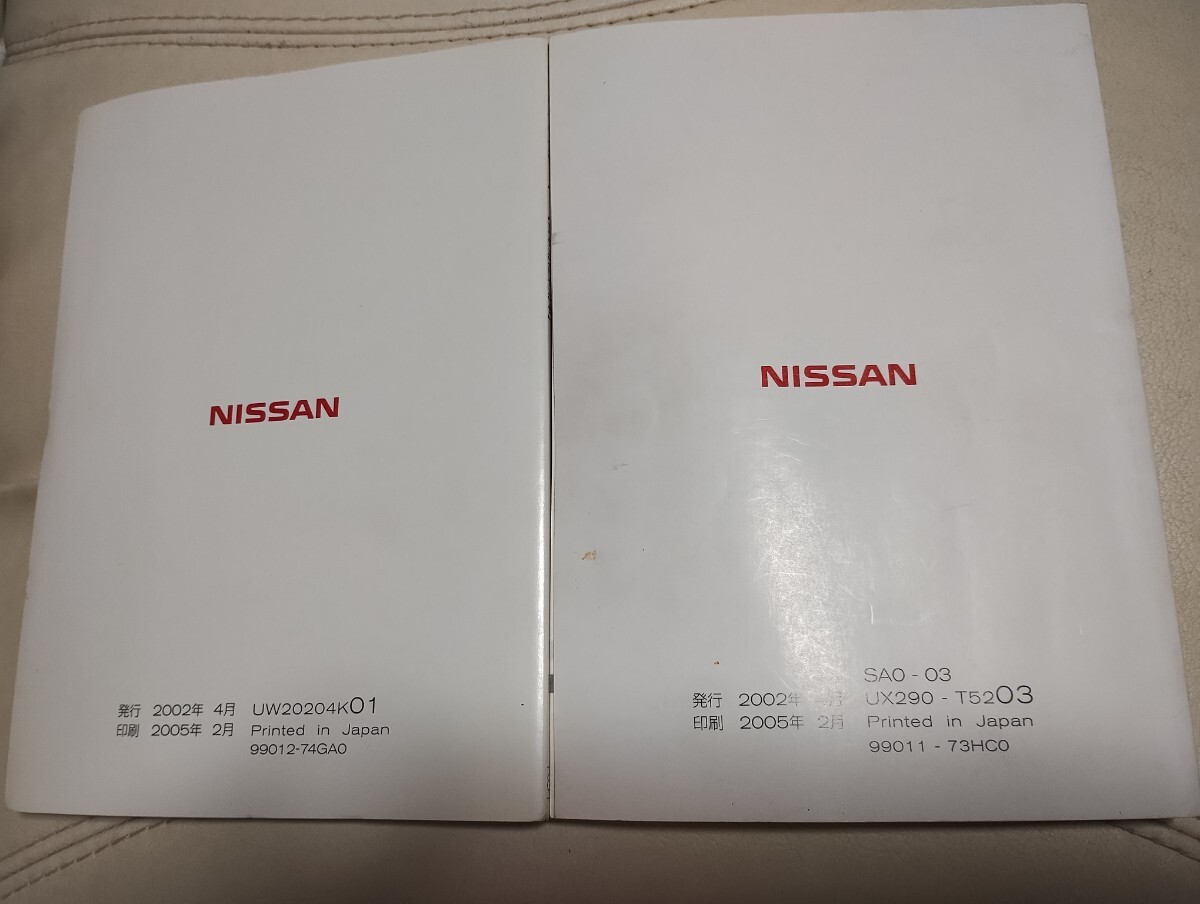 NISSAN
発行 2002年 4月 UW20204K01
印刷 2005年 2月 Printed in Japan
99012-74GA0
NISSAN
SA0 - 03
発行 2002年 月 UX290 - T5203
印刷 2005年 2月 Printed in Japan
99011 - 73HC0